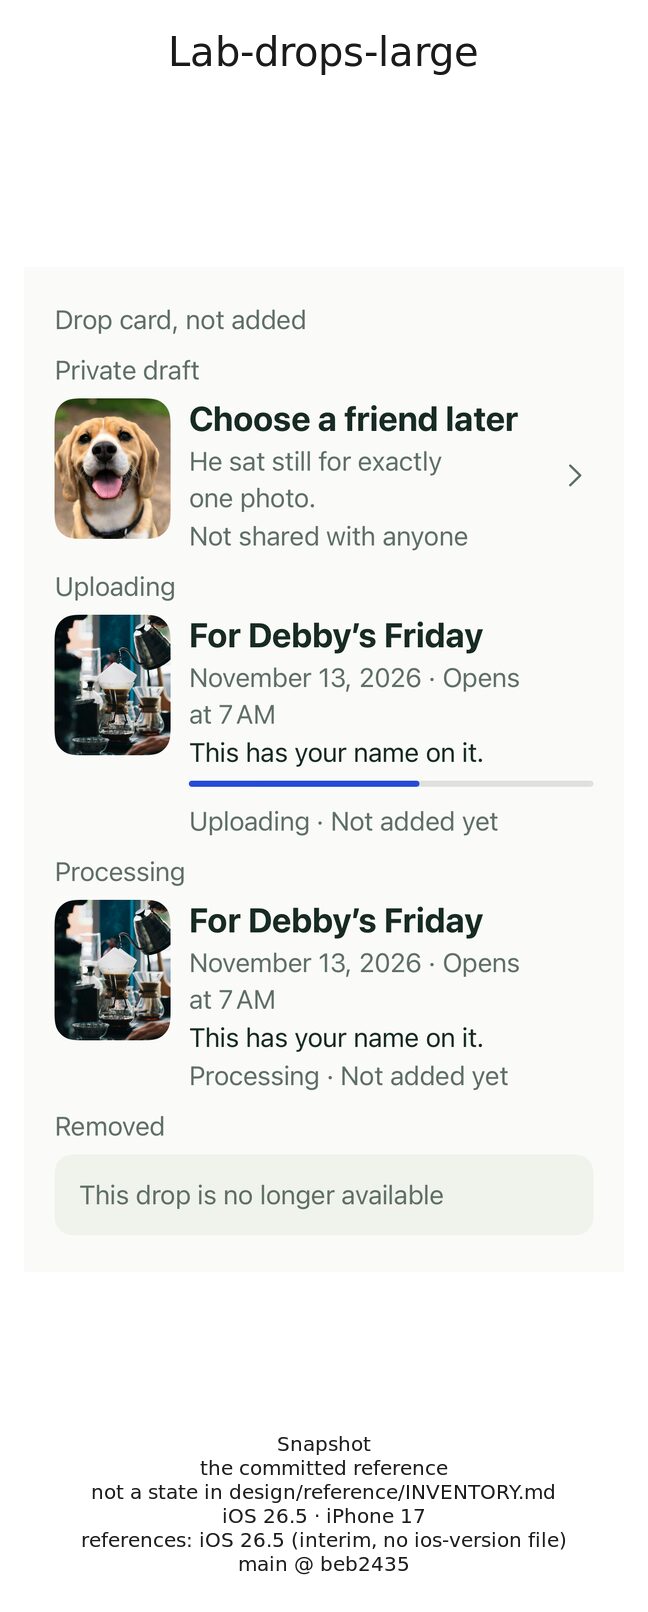 Lab-drops-large
Drop card, not added
Private draft
Choose a friend later
He sat still for exactly
one photo.
Not shared with anyone
Uploading
For Debby’s Friday
November 13, 2026 · Opens
at 7 AM
This has your name on it.
Uploading · Not added yet
Processing
For Debby’s Friday
November 13, 2026 · Opens
at 7 AM
This has your name on it.
Processing · Not added yet
Removed
This drop is no longer available
Snapshot
the committed reference
not a state in design/reference/INVENTORY.md
iOS 26.5 · iPhone 17
references: iOS 26.5 (interim, no ios-version file)
main @ beb2435